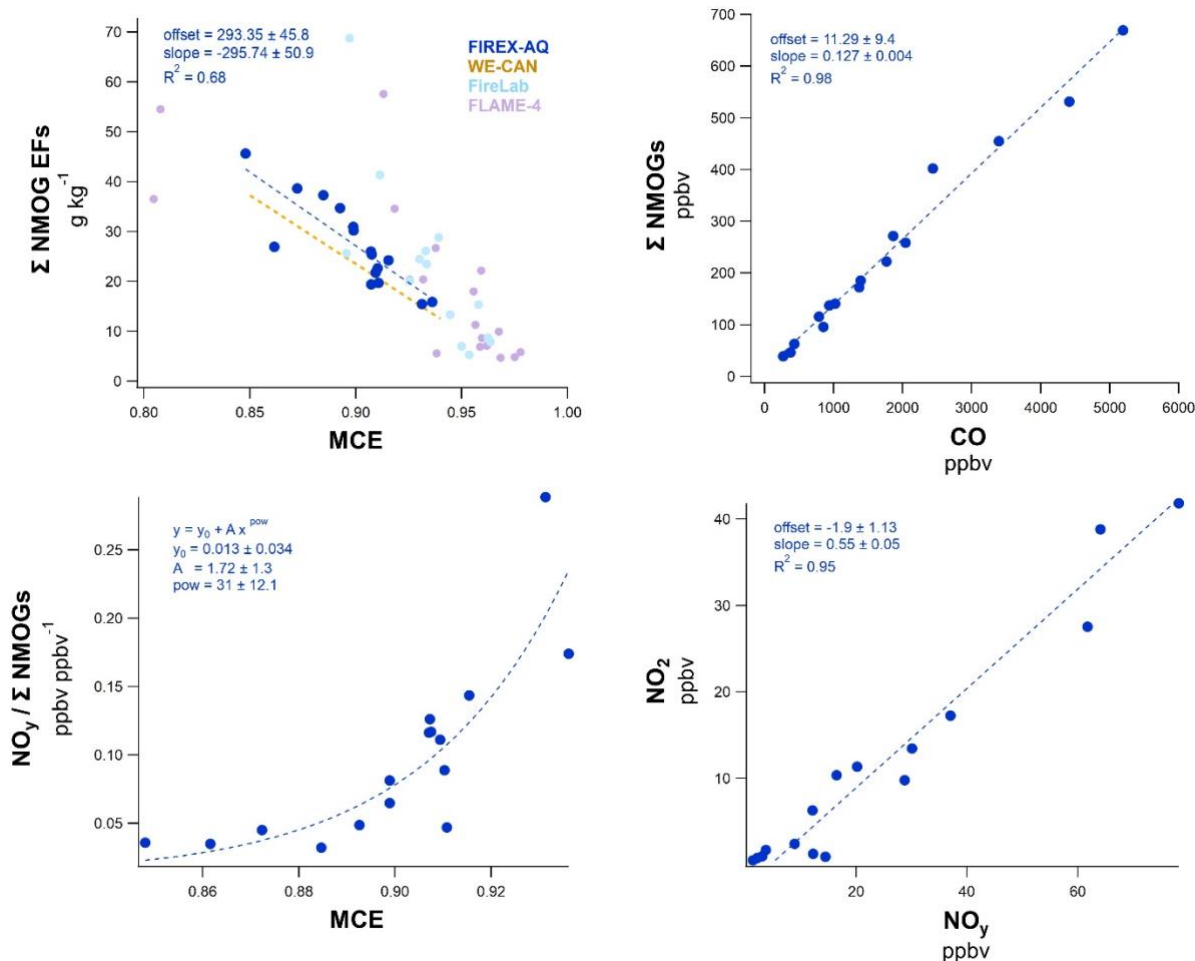 offset = 293.35 ± 45.8
slope = -295.74 ± 50.9
R² = 0.68
FIREX-AQ
WE-CAN
FireLab
FLAME-4
70
60
50
40
30
20
10
0
0.80
0.85
0.90
0.95
1.00
Σ NMOG EFs
g kg⁻¹
MCE
offset = 11.29 ± 9.4
slope = 0.127 ± 0.004
R² = 0.98
700
600
500
400
300
200
100
0
0
1000
2000
3000
4000
5000
6000
Σ NMOGs
ppbv
CO
ppbv
y = y₀ + A x ᵖᵒʷ
y₀ = 0.013 ± 0.034
A = 1.72 ± 1.3
pow = 31 ± 12.1
0.25
0.20
0.15
0.10
0.05
0.86
0.88
0.90
0.92
NOᵧ / Σ NMOGs
ppbv ppbv⁻¹
MCE
offset = -1.9 ± 1.13
slope = 0.55 ± 0.05
R² = 0.95
40
30
20
10
20
40
60
NO₂
ppbv
NOᵧ
ppbv